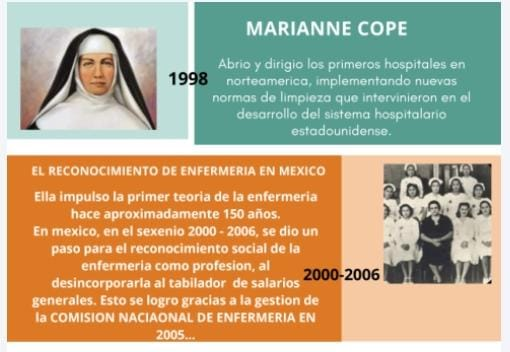 MARIANNE COPE
1998
Abrio y dirigio los primeros hospitales en
norteamerica, implementando nuevas
normas de limpieza que intervinieron en el
desarrollo del sistema hospitalario
estadounidense.
EL RECONOCIMIENTO DE ENFERMERIA EN MEXICO
Ella impulso la primer teoria de la enfermeria
hace aproximadamente 150 años.
En mexico, en el sexenio 2000 - 2006, se dio un
paso para el reconocimiento social de la
enfermeria como profesion, al
desincorporarla al tabilador de salarios
generales. Esto se logro gracias a la gestion de
la COMISION NACIAONAL DE ENFERMERIA EN
2005...
2000-2006